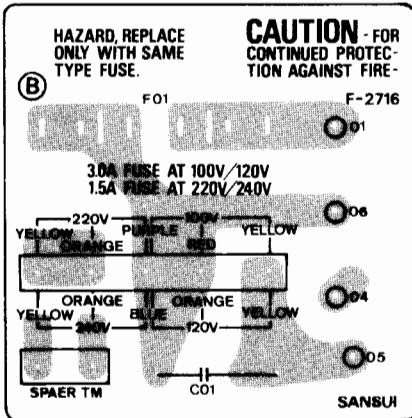 HAZARD, REPLACE
ONLY WITH SAME
TYPE FUSE.
CAUTION - FOR
CONTINUED PROTEC-
TION AGAINST FIRE-
B
F01
F-2716
01
3.0A FUSE AT 100V/120V
1.5A FUSE AT 220V/240V
06
220V
PURPLE
100V
YELLOW
ORANGE
RED
YELLOW
ORANGE
BLUE
ORANGE
04
YELLOW
240V
120V
YELLOW
05
C01
SPAER TM
SANSUI